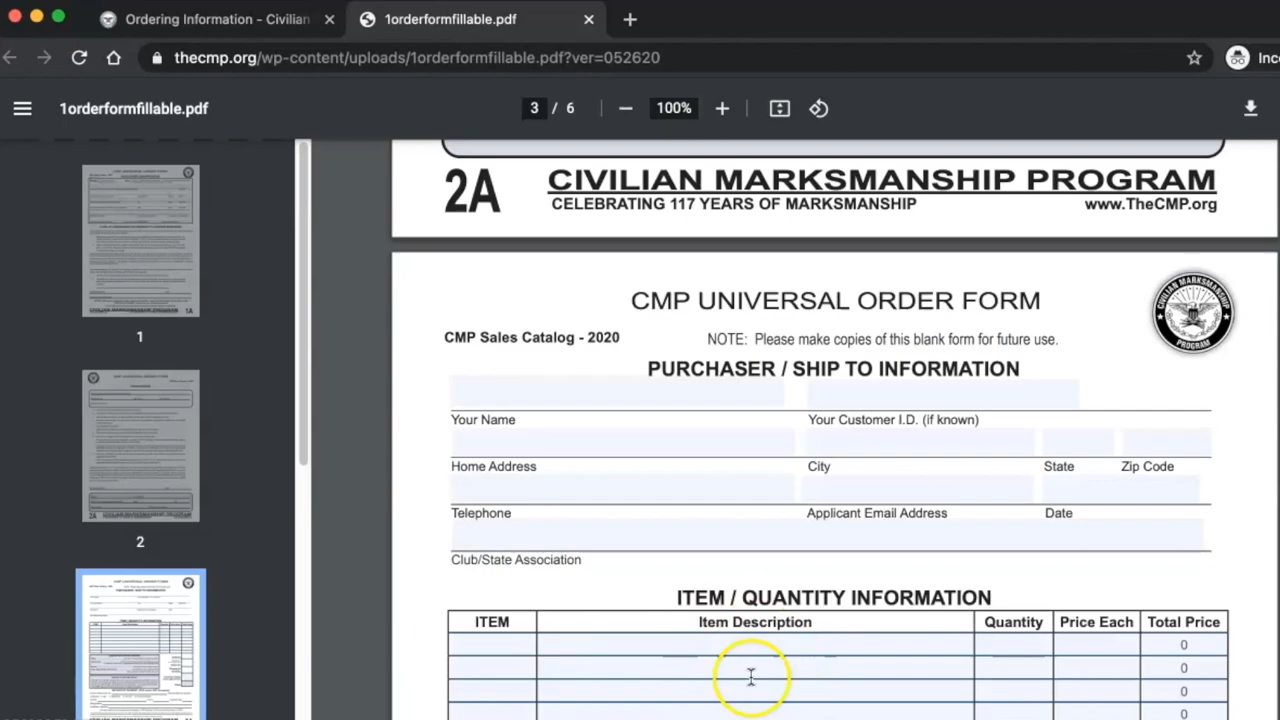 Ordering Information - Civilian
1orderformfillable.pdf
thecmp.org/wp-content/uploads/1orderformfillable.pdf?ver=052620
Inc
1orderformfillable.pdf
3 / 6
100%
1
2
2A
CIVILIAN MARKSMANSHIP PROGRAM
CELEBRATING 117 YEARS OF MARKSMANSHIP www.TheCMP.org
CMP UNIVERSAL ORDER FORM
CIVILIAN MARKSMANSHIP
PROGRAM
CMP Sales Catalog - 2020 NOTE: Please make copies of this blank form for future use.
PURCHASER / SHIP TO INFORMATION
Your Name Your Customer I.D. (if known)
Home Address City State Zip Code
Telephone Applicant Email Address Date
Club/State Association
ITEM / QUANTITY INFORMATION
ITEM Item Description Quantity Price Each Total Price
0
0
0
0